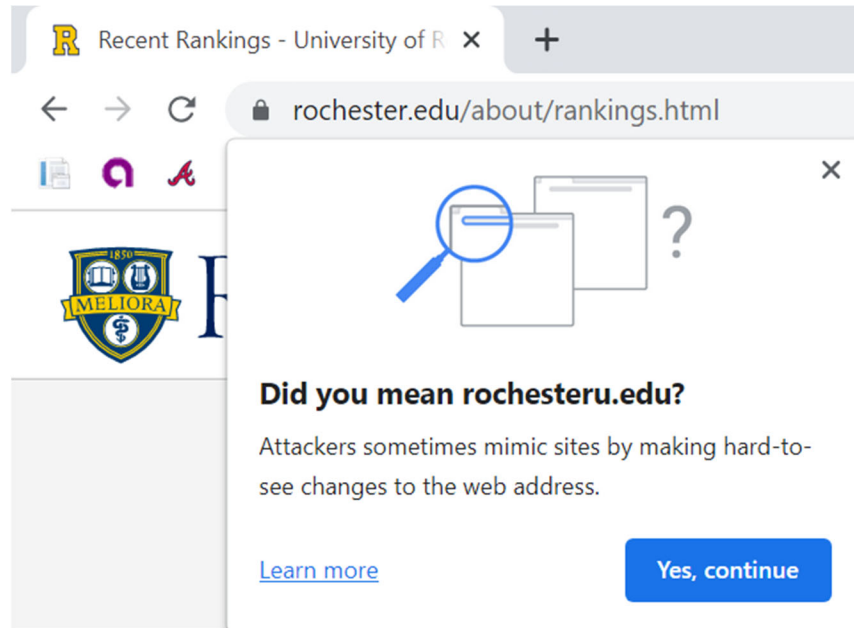 R Recent Rankings - University of R
rochester.edu/about/rankings.html
1850
MELIORA
R
?
Did you mean rochesteru.edu?
Attackers sometimes mimic sites by making hard-to-
see changes to the web address.
Learn more
Yes, continue